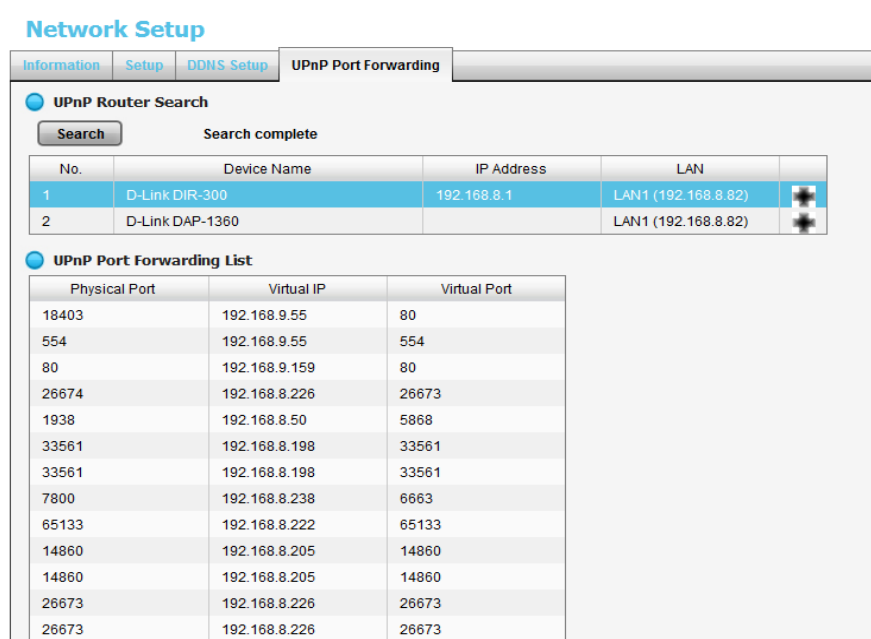 Network Setup
Information Setup DDNS Setup UPnP Port Forwarding
UPnP Router Search
Search Search complete
No. Device Name IP Address LAN
1 D-Link DIR-300 192.168.8.1 LAN1 (192.168.8.82)
2 D-Link DAP-1360 LAN1 (192.168.8.82)
UPnP Port Forwarding List
Physical Port Virtual IP Virtual Port
18403 192.168.9.55 80
554 192.168.9.55 554
80 192.168.9.159 80
26674 192.168.8.226 26673
1938 192.168.8.50 5868
33561 192.168.8.198 33561
33561 192.168.8.198 33561
7800 192.168.8.238 6663
65133 192.168.8.222 65133
14860 192.168.8.205 14860
14860 192.168.8.205 14860
26673 192.168.8.226 26673
26673 192.168.8.226 26673